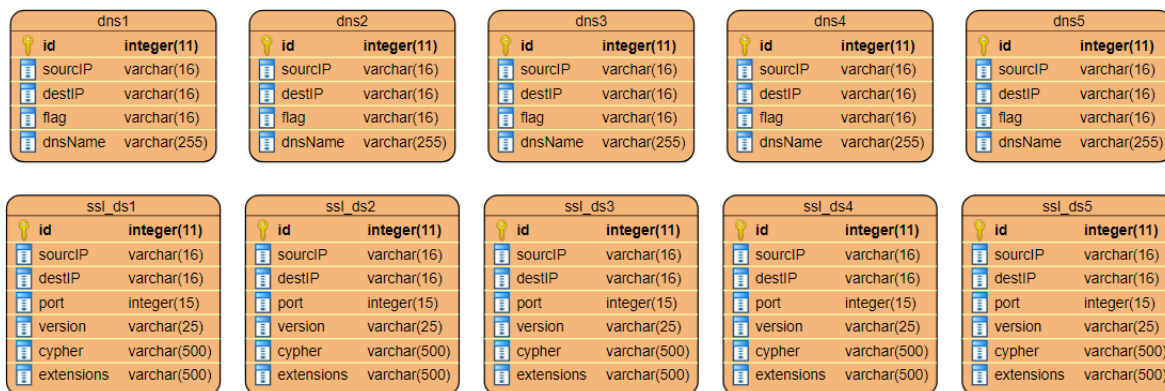 dns1 dns2 dns3 dns4 dns5
id integer(11) id integer(11) id integer(11) id integer(11) id integer(11)
sourcIP varchar(16) sourcIP varchar(16) sourcIP varchar(16) sourcIP varchar(16) sourcIP varchar(16)
destIP varchar(16) destIP varchar(16) destIP varchar(16) destIP varchar(16) destIP varchar(16)
flag varchar(16) flag varchar(16) flag varchar(16) flag varchar(16) flag varchar(16)
dnsName varchar(255) dnsName varchar(255) dnsName varchar(255) dnsName varchar(255) dnsName varchar(255)
ssl_ds1 ssl_ds2 ssl_ds3 ssl_ds4 ssl_ds5
id integer(11) id integer(11) id integer(11) id integer(11) id integer(11)
sourcIP varchar(16) sourcIP varchar(16) sourcIP varchar(16) sourcIP varchar(16) sourcIP varchar(16)
destIP varchar(16) destIP varchar(16) destIP varchar(16) destIP varchar(16) destIP varchar(16)
port integer(15) port integer(15) port integer(15) port integer(15) port integer(15)
version varchar(25) version varchar(25) version varchar(25) version varchar(25) version varchar(25)
cypher varchar(500) cypher varchar(500) cypher varchar(500) cypher varchar(500) cypher varchar(500)
extensions varchar(500) extensions varchar(500) extensions varchar(500) extensions varchar(500) extensions varchar(500)